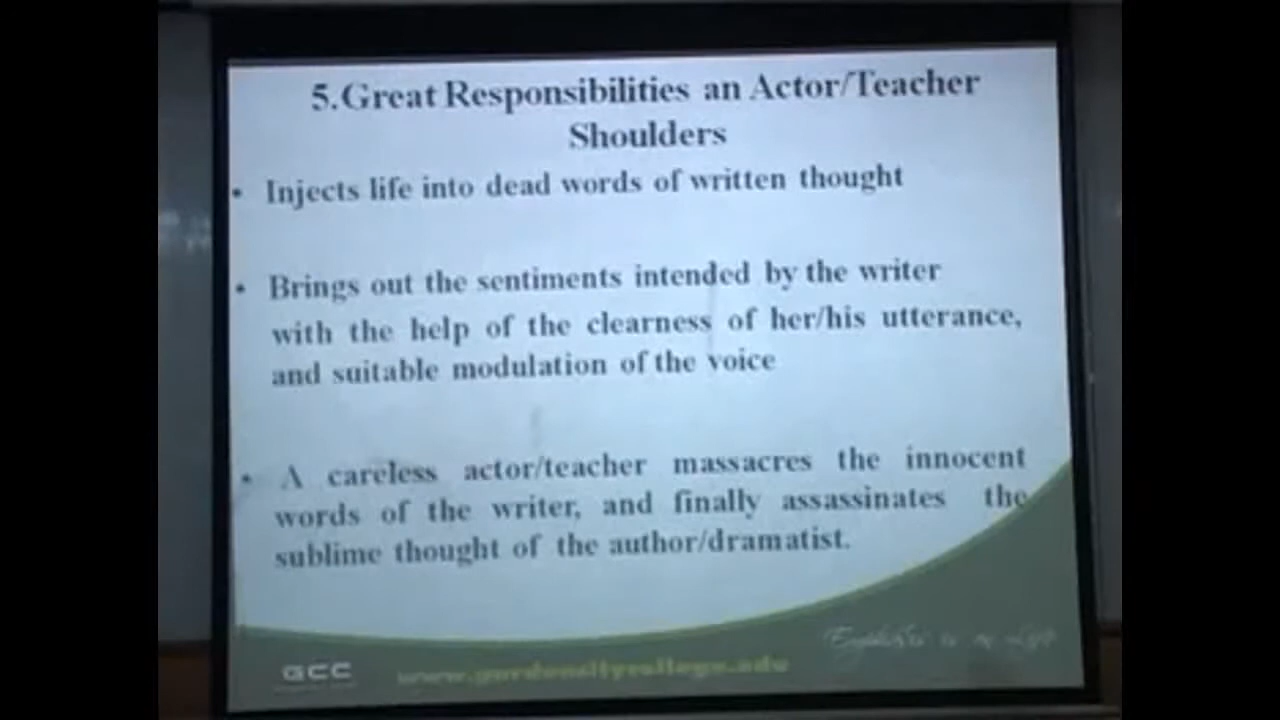 5.Great Responsibilities an Actor/Teacher
Shoulders
• Injects life into dead words of written thought
• Brings out the sentiments intended by the writer
with the help of the clearness of her/his utterance,
and suitable modulation of the voice
• A careless actor/teacher massacres the innocent
words of the writer, and finally assassinates the
sublime thought of the author/dramatist.
GCC
www.gardencitycollege.edu